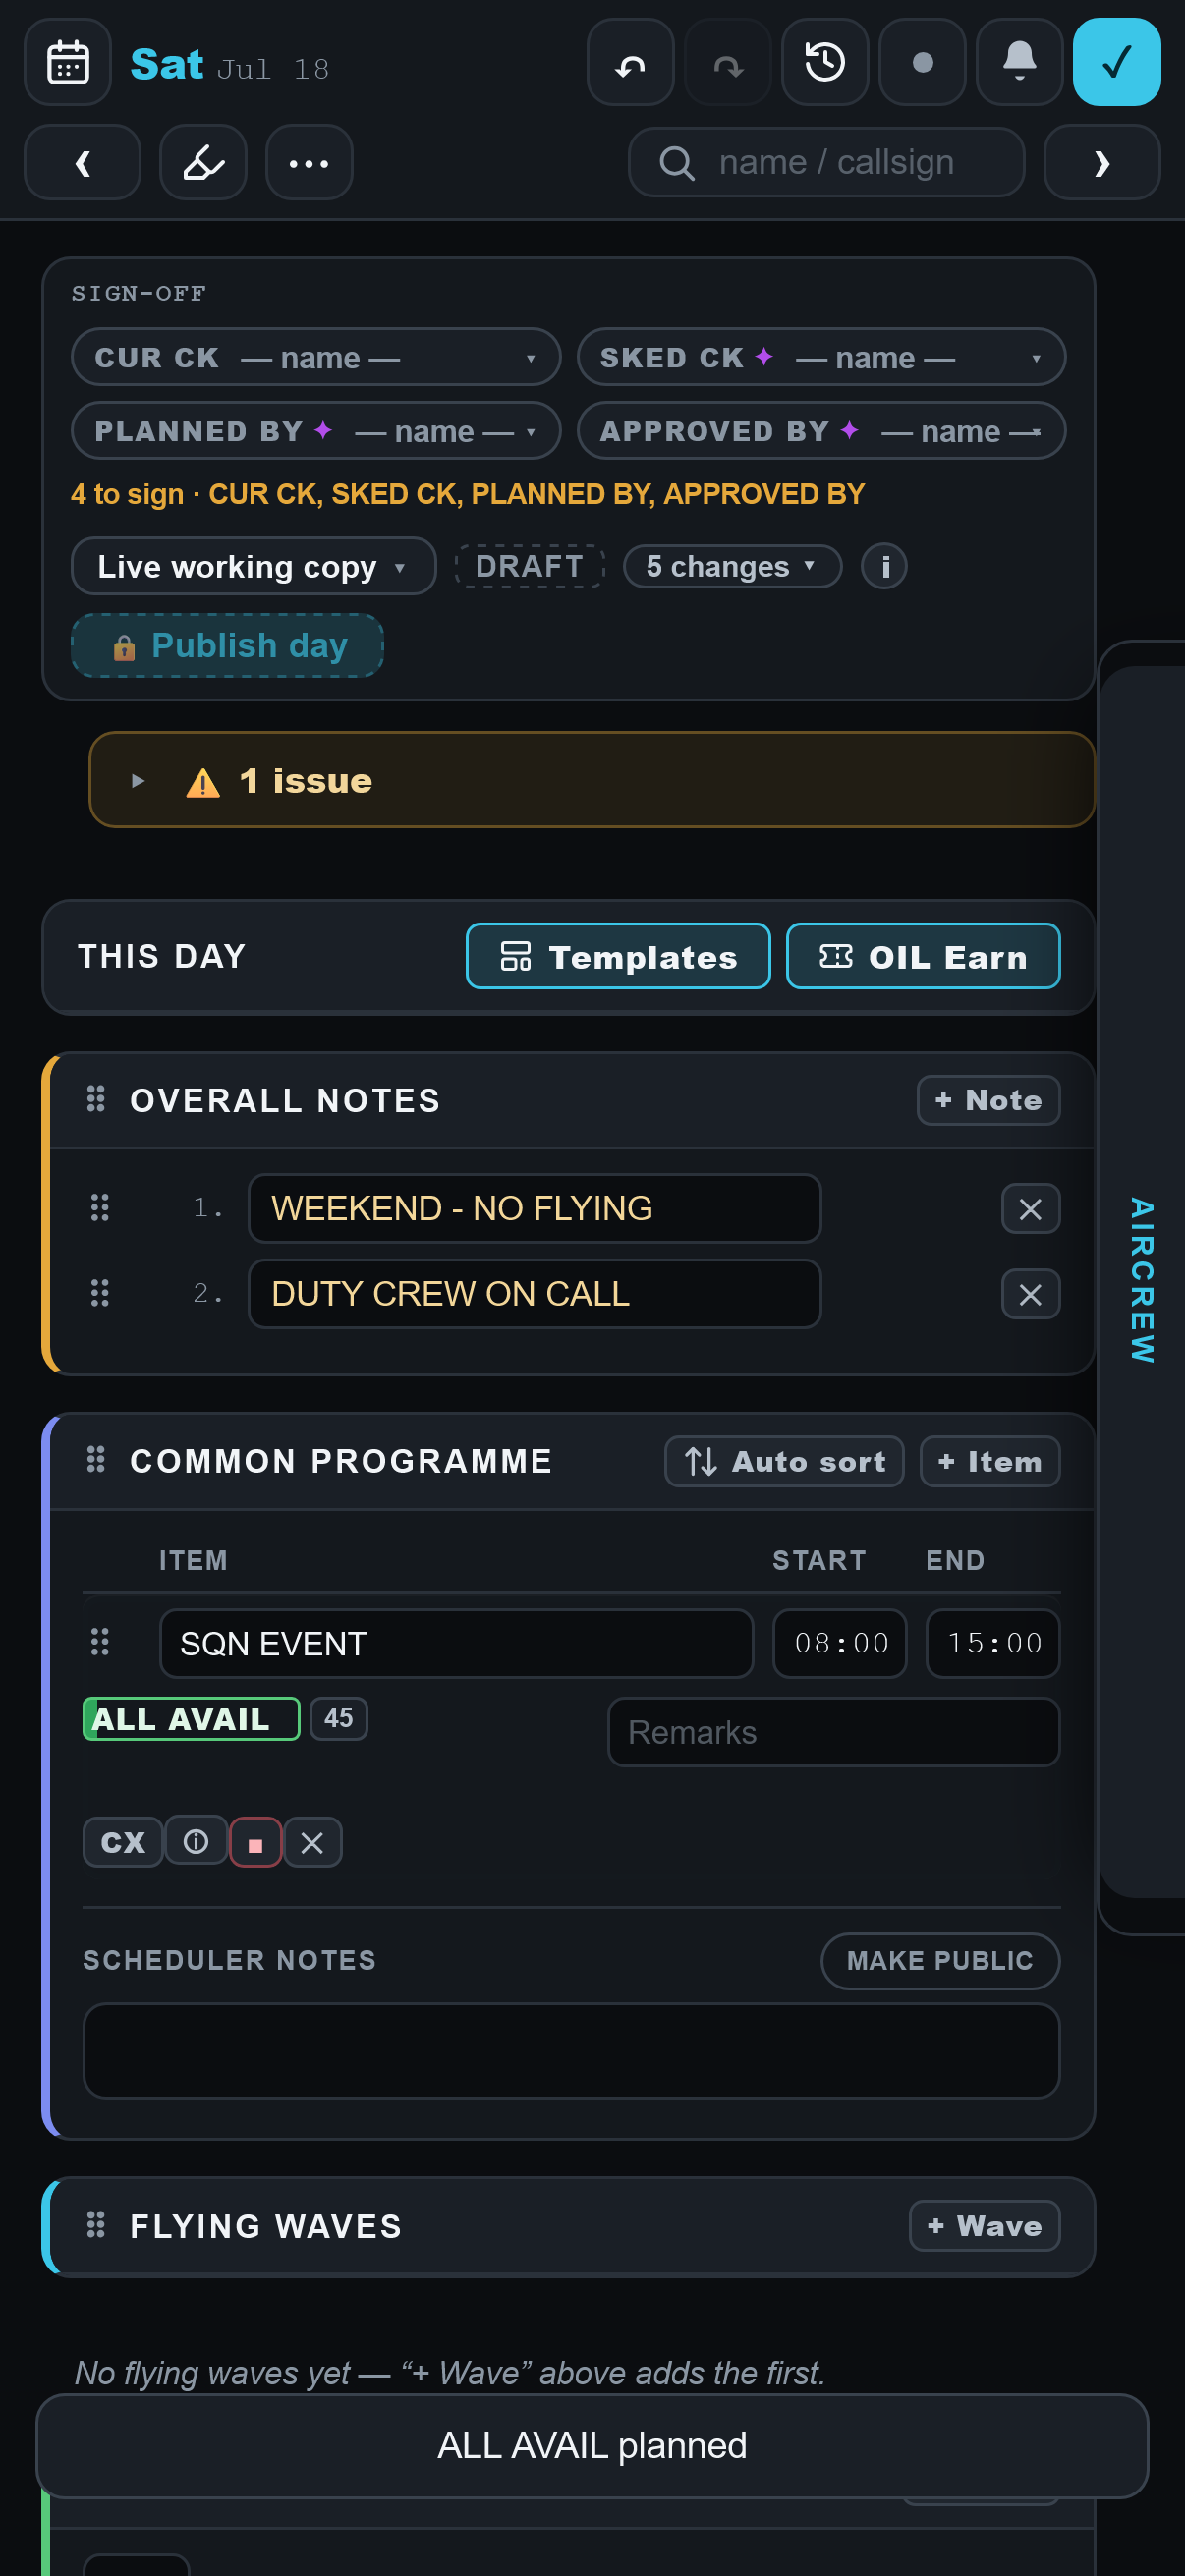 Sat Jul 18
name / callsign
SIGN-OFF
CUR CK — name —
SKED CK ✦ — name —
PLANNED BY ✦ — name —
APPROVED BY ✦ — name —
4 to sign · CUR CK, SKED CK, PLANNED BY, APPROVED BY
Live working copy DRAFT 5 changes i
Publish day
1 issue
THIS DAY Templates OIL Earn
OVERALL NOTES + Note
1. WEEKEND - NO FLYING
2. DUTY CREW ON CALL
AIRCREW
COMMON PROGRAMME Auto sort + Item
ITEM START END
SQN EVENT 08:00 15:00
ALL AVAIL 45 Remarks
CX
SCHEDULER NOTES MAKE PUBLIC
FLYING WAVES + Wave
No flying waves yet — “+ Wave” above adds the first.
ALL AVAIL planned